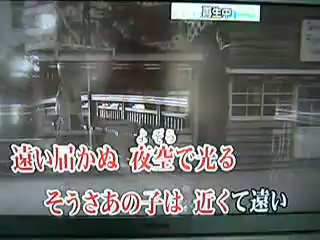 再生中
よぞら
遠い届かぬ 夜空で光る
そうさあの子は 近くて遠い